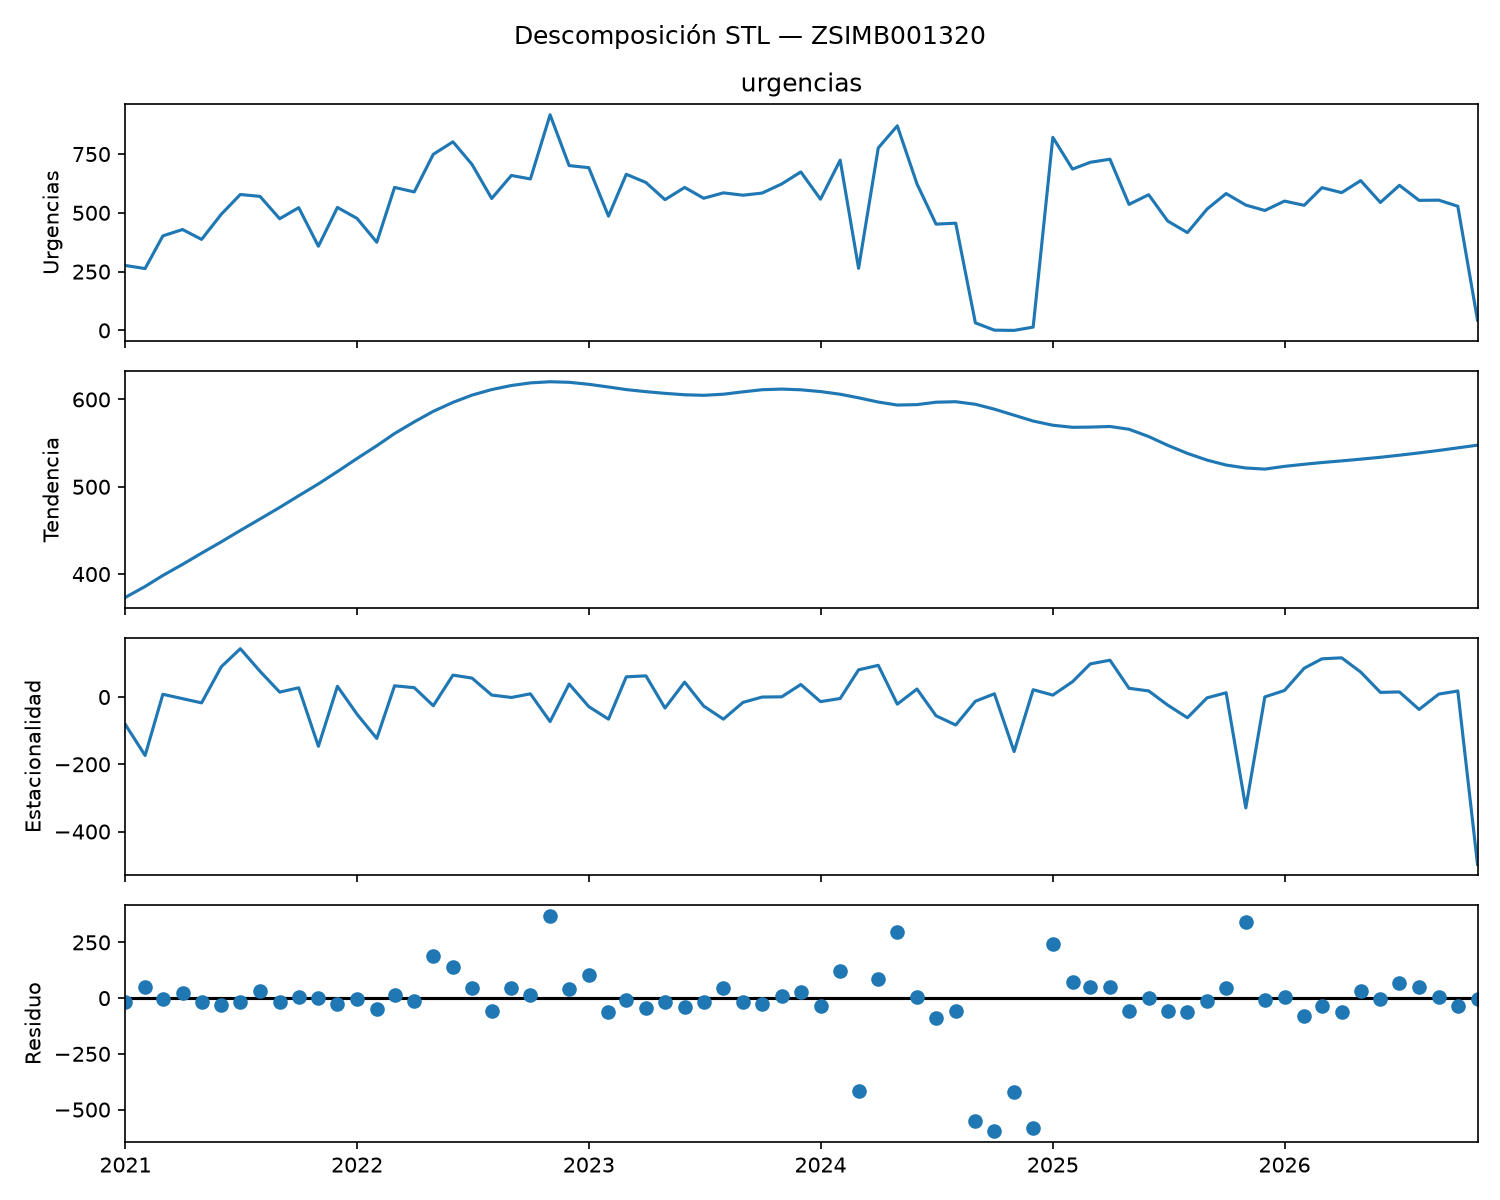 Descomposición STL — ZSIMB001320
urgencias
Urgencias
750
500
250
0
Tendencia
600
500
400
Estacionalidad
0
−200
−400
Residuo
250
0
−250
−500
2021 2022 2023 2024 2025 2026